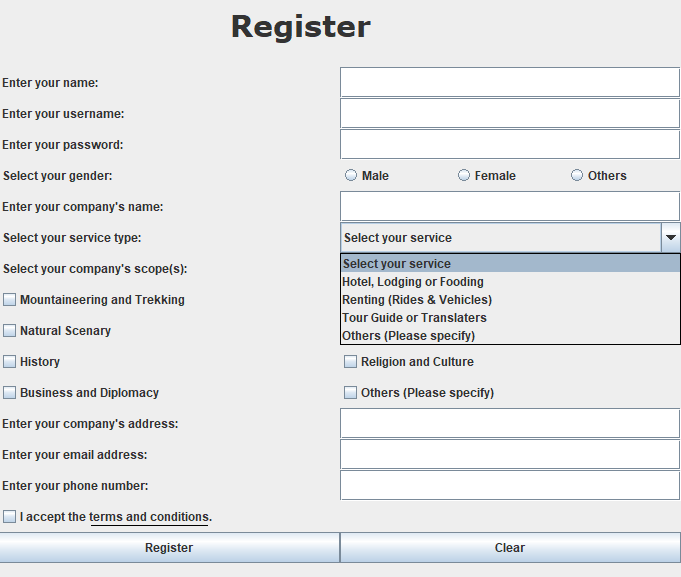 Register
Enter your name:
Enter your username:
Enter your password:
Select your gender: Male Female Others
Enter your company's name:
Select your service type: Select your service
Select your company's scope(s): Select your service
Hotel, Lodging or Fooding
Mountaineering and Trekking Renting (Rides & Vehicles)
Tour Guide or Translaters
Natural Scenary Others (Please specify)
History Religion and Culture
Business and Diplomacy Others (Please specify)
Enter your company's address:
Enter your email address:
Enter your phone number:
I accept the terms and conditions.
Register Clear